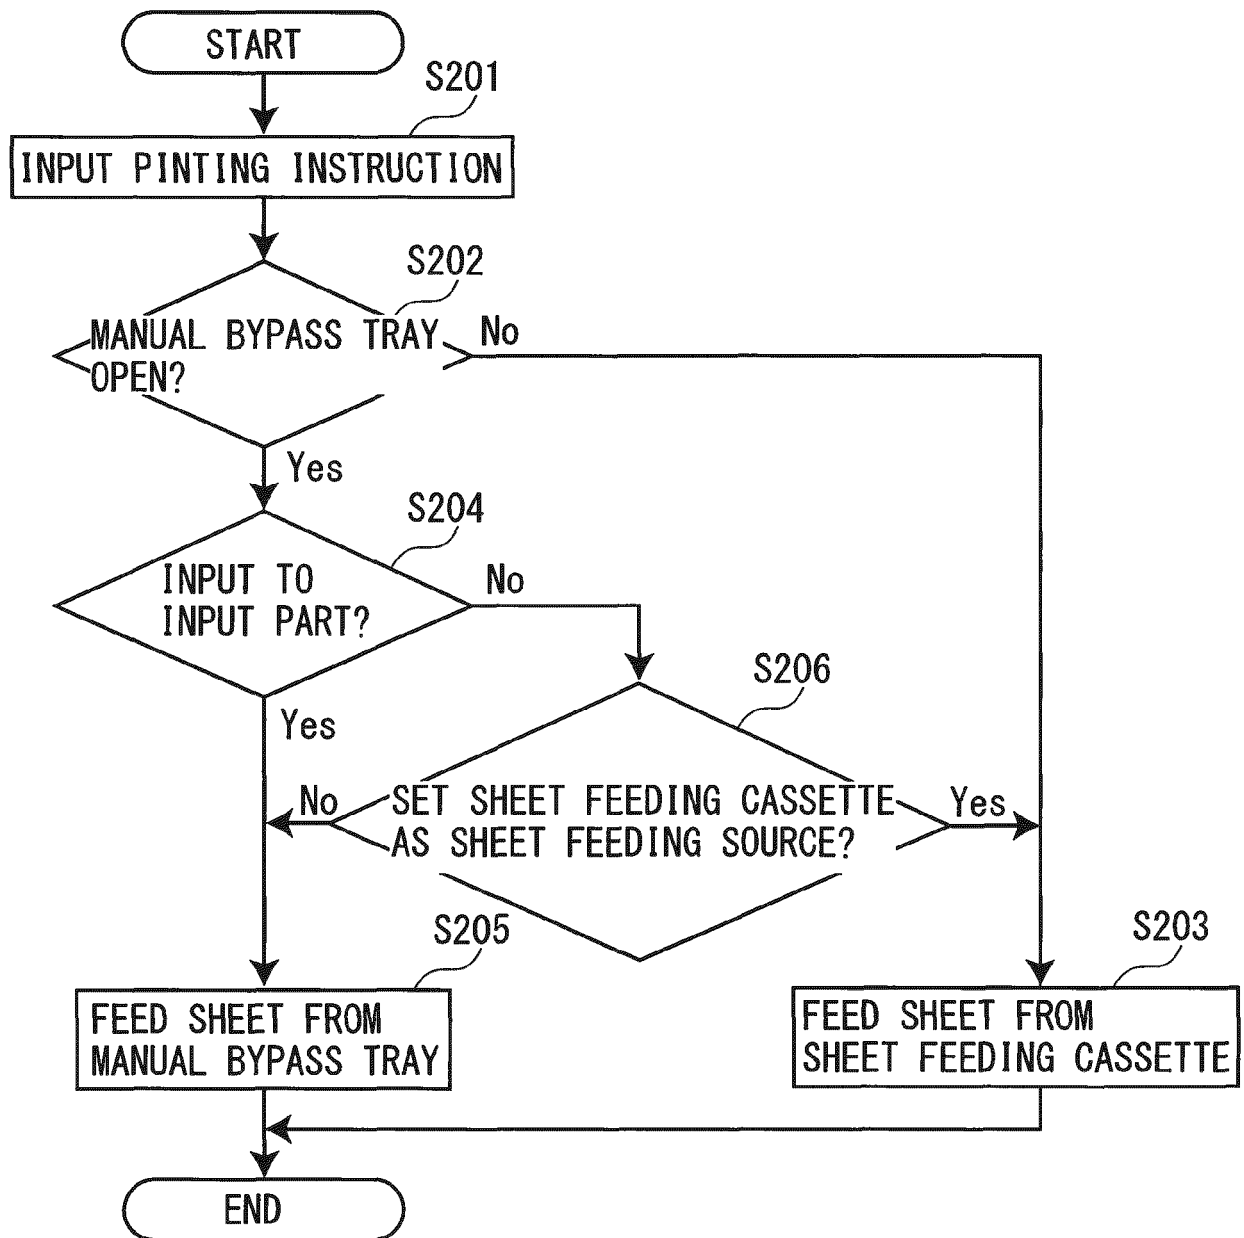 START
S201
INPUT PINTING INSTRUCTION
S202
MANUAL BYPASS TRAY
OPEN?
No
Yes
S204
INPUT TO
INPUT PART?
No
Yes
S206
SET SHEET FEEDING CASSETTE
AS SHEET FEEDING SOURCE?
No
Yes
S205
FEED SHEET FROM
MANUAL BYPASS TRAY
S203
FEED SHEET FROM
SHEET FEEDING CASSETTE
END